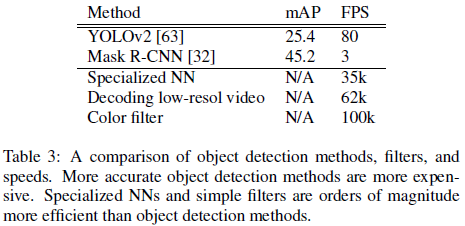 Method mAP FPS
YOLOv2 [63] 25.4 80
Mask R-CNN [32] 45.2 3
Specialized NN N/A 35k
Decoding low-resol video N/A 62k
Color filter N/A 100k
Table 3: A comparison of object detection methods, filters, and
speeds. More accurate object detection methods are more expen-
sive. Specialized NNs and simple filters are orders of magnitude
more efficient than object detection methods.